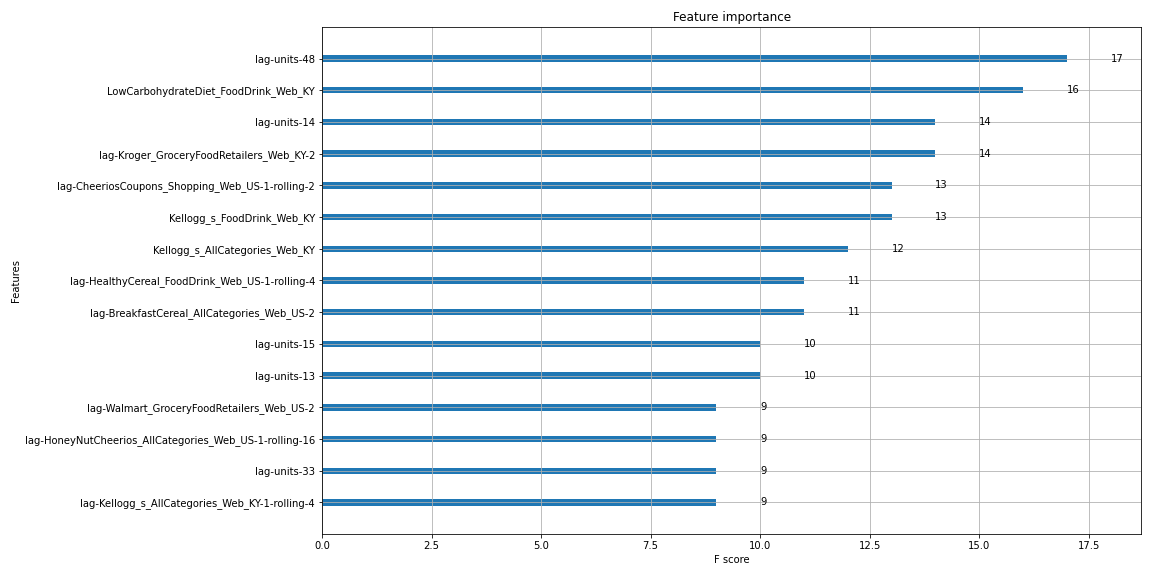 Feature importance
lag-units-48 17
LowCarbohydrateDiet_FoodDrink_Web_KY 16
lag-units-14 14
lag-Kroger_GroceryFoodRetailers_Web_KY-2 14
lag-CheeriosCoupons_Shopping_Web_US-1-rolling-2 13
Kellogg_s_FoodDrink_Web_KY 13
Kellogg_s_AllCategories_Web_KY 12
lag-HealthyCereal_FoodDrink_Web_US-1-rolling-4 11
lag-BreakfastCereal_AllCategories_Web_US-2 11
lag-units-15 10
lag-units-13 10
lag-Walmart_GroceryFoodRetailers_Web_US-2 9
lag-HoneyNutCheerios_AllCategories_Web_US-1-rolling-16 9
lag-units-33 9
lag-Kellogg_s_AllCategories_Web_KY-1-rolling-4 9
Features
0.0 2.5 5.0 7.5 10.0 12.5 15.0 17.5
F score